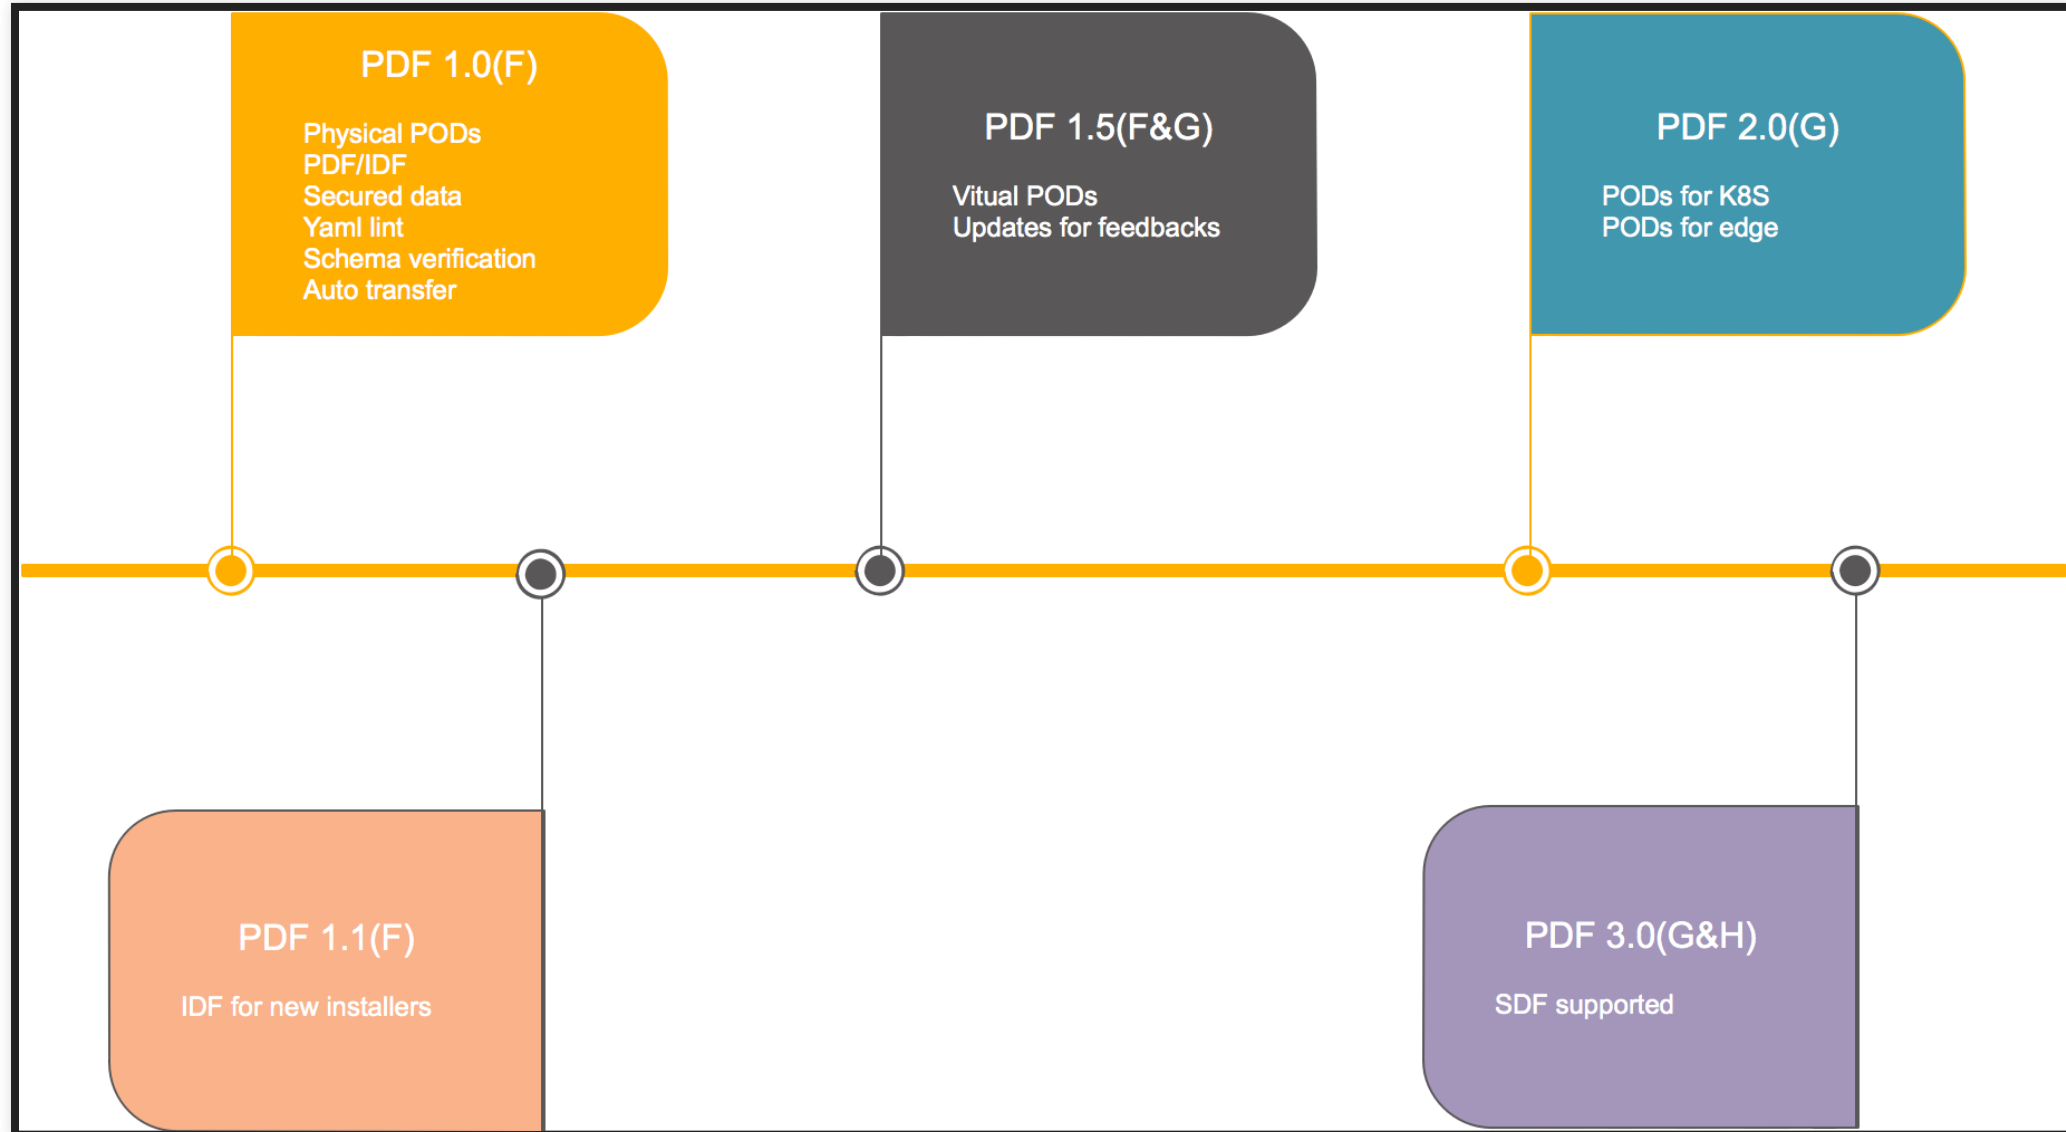 PDF 1.0(F)
Physical PODs
PDF/IDF
Secured data
Yaml lint
Schema verification
Auto transfer
PDF 1.5(F&G)
Vitual PODs
Updates for feedbacks
PDF 2.0(G)
PODs for K8S
PODs for edge
PDF 1.1(F)
IDF for new installers
PDF 3.0(G&H)
SDF supported